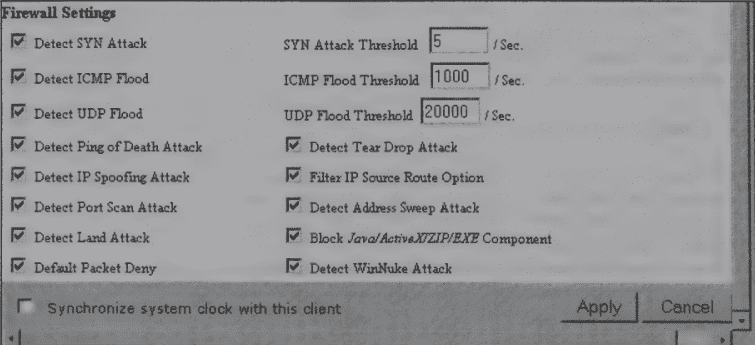 Firewall Settings
Detect SYN Attack SYN Attack Threshold 5 / Sec.
Detect ICMP Flood ICMP Flood Threshold 1000 / Sec.
Detect UDP Flood UDP Flood Threshold 20000 / Sec.
Detect Ping of Death Attack Detect Tear Drop Attack
Detect IP Spoofing Attack Filter IP Source Route Option
Detect Port Scan Attack Detect Address Sweep Attack
Detect Land Attack Block Java/ActiveX/ZIP/EXE Component
Default Packet Deny Detect WinNuke Attack
Synchronize system clock with this client Apply Cancel